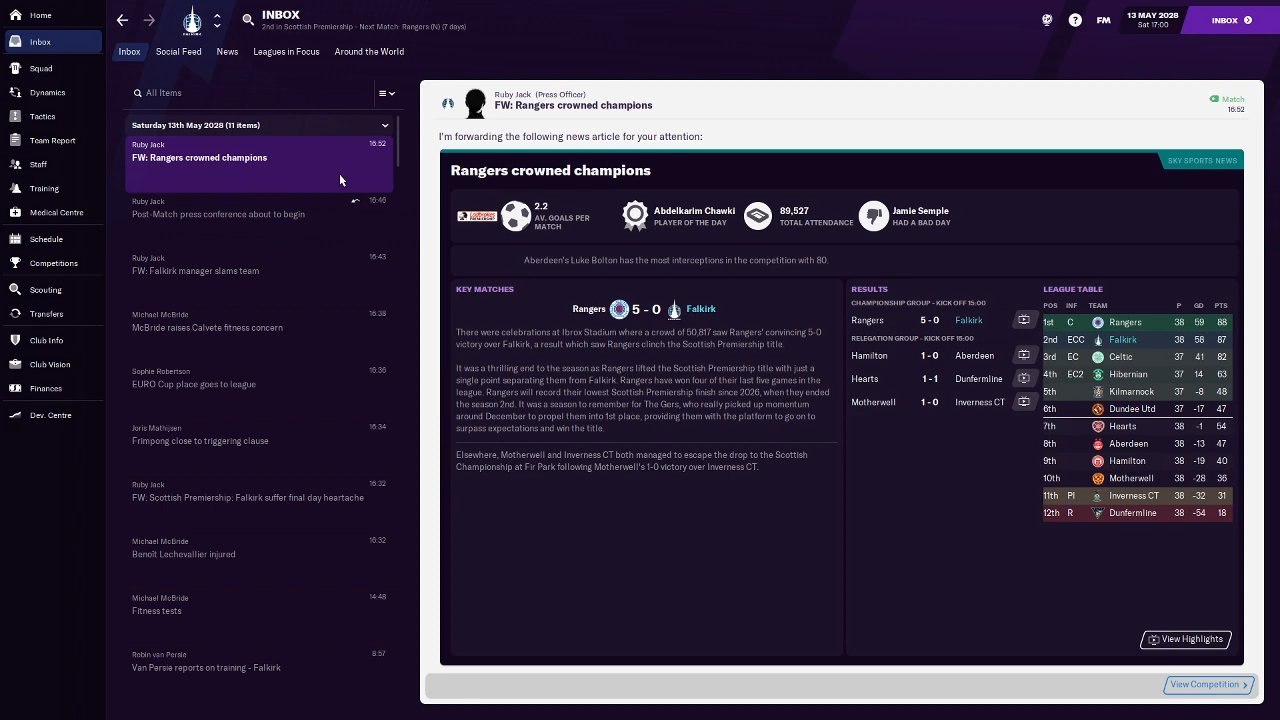 Home
Inbox
Squad
Dynamics
Tactics
Team Report
Staff
Training
Medical Centre
Schedule
Competitions
Scouting
Transfers
Club Info
Club Vision
Finances
Dev. Centre
FALKIRK
INBOX
2nd in Scottish Premiership - Next Match: Rangers (N) (7 days)
FM
13 MAY 2028
Sat 17:00
INBOX
Inbox
Social Feed
News
Leagues in Focus
Around the World
All Items
Saturday 13th May 2028 (11 items)
Ruby Jack 16:52
FW: Rangers crowned champions
Ruby Jack 16:46
Post-Match press conference about to begin
Ruby Jack 16:43
FW: Falkirk manager slams team
Michael McBride 16:38
McBride raises Calvete fitness concern
Sophie Robertson 16:36
EURO Cup place goes to league
Joris Mathijsen 16:34
Frimpong close to triggering clause
Ruby Jack 16:32
FW: Scottish Premiership: Falkirk suffer final day heartache
Michael McBride 16:32
Benoît Lechevallier injured
Michael McBride 14:48
Fitness tests
Robin van Persie 8:57
Van Persie reports on training - Falkirk
Ruby Jack (Press Officer)
FW: Rangers crowned champions
Match
16:52
I'm forwarding the following news article for your attention:
SKY SPORTS NEWS
Rangers crowned champions
Ladbrokes
PREMIERSHIP
2.2
AV. GOALS PER
MATCH
Abdelkarim Chawki
PLAYER OF THE DAY
89,527
TOTAL ATTENDANCE
Jamie Semple
HAD A BAD DAY
Aberdeen's Luke Bolton has the most interceptions in the competition with 80.
KEY MATCHES
Rangers 5 - 0 Falkirk
There were celebrations at Ibrox Stadium where a crowd of 50,817 saw Rangers' convincing 5-0
victory over Falkirk, a result which saw Rangers clinch the Scottish Premiership title.
It was a thrilling end to the season as Rangers lifted the Scottish Premiership title with just a
single point separating them from Falkirk. Rangers have won four of their last five games in the
league. Rangers will record their lowest Scottish Premiership finish since 2026, when they ended
the season 2nd. It was a season to remember for The Gers, who really picked up momentum
around December to propel them into 1st place, providing them with the platform to go on to
surpass expectations and win the title.
Elsewhere, Motherwell and Inverness CT both managed to escape the drop to the Scottish
Championship at Fir Park following Motherwell's 1-0 victory over Inverness CT.
RESULTS
CHAMPIONSHIP GROUP - KICK OFF 15:00
Rangers 5 - 0 Falkirk
RELEGATION GROUP - KICK OFF 15:00
Hamilton 1 - 0 Aberdeen
Hearts 1 - 1 Dunfermline
Motherwell 1 - 0 Inverness CT
LEAGUE TABLE
POS INF TEAM P GD PTS
1st C Rangers 38 59 88
2nd ECC Falkirk 38 58 87
3rd EC Celtic 37 41 82
4th EC2 Hibernian 37 14 63
5th Kilmarnock 37 -8 48
6th Dundee Utd 37 -17 47
7th Hearts 38 -1 54
8th Aberdeen 38 -13 47
9th Hamilton 38 -19 40
10th Motherwell 38 -28 36
11th Pl Inverness CT 38 -32 31
12th R Dunfermline 38 -54 18
View Highlights
View Competition